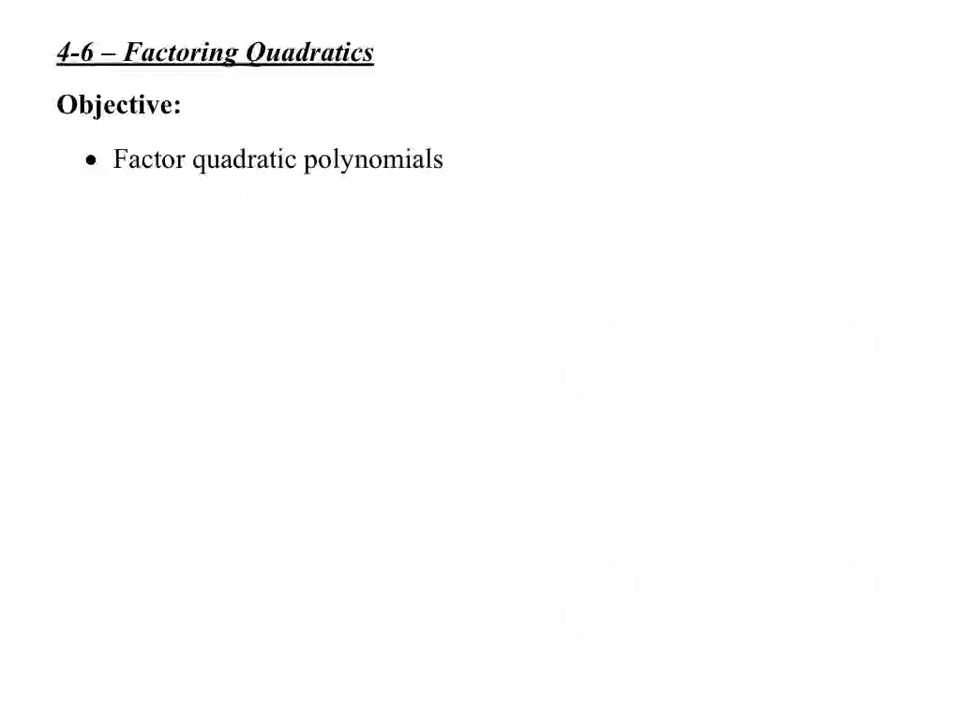 4-6 – Factoring Quadratics
Objective:
• Factor quadratic polynomials